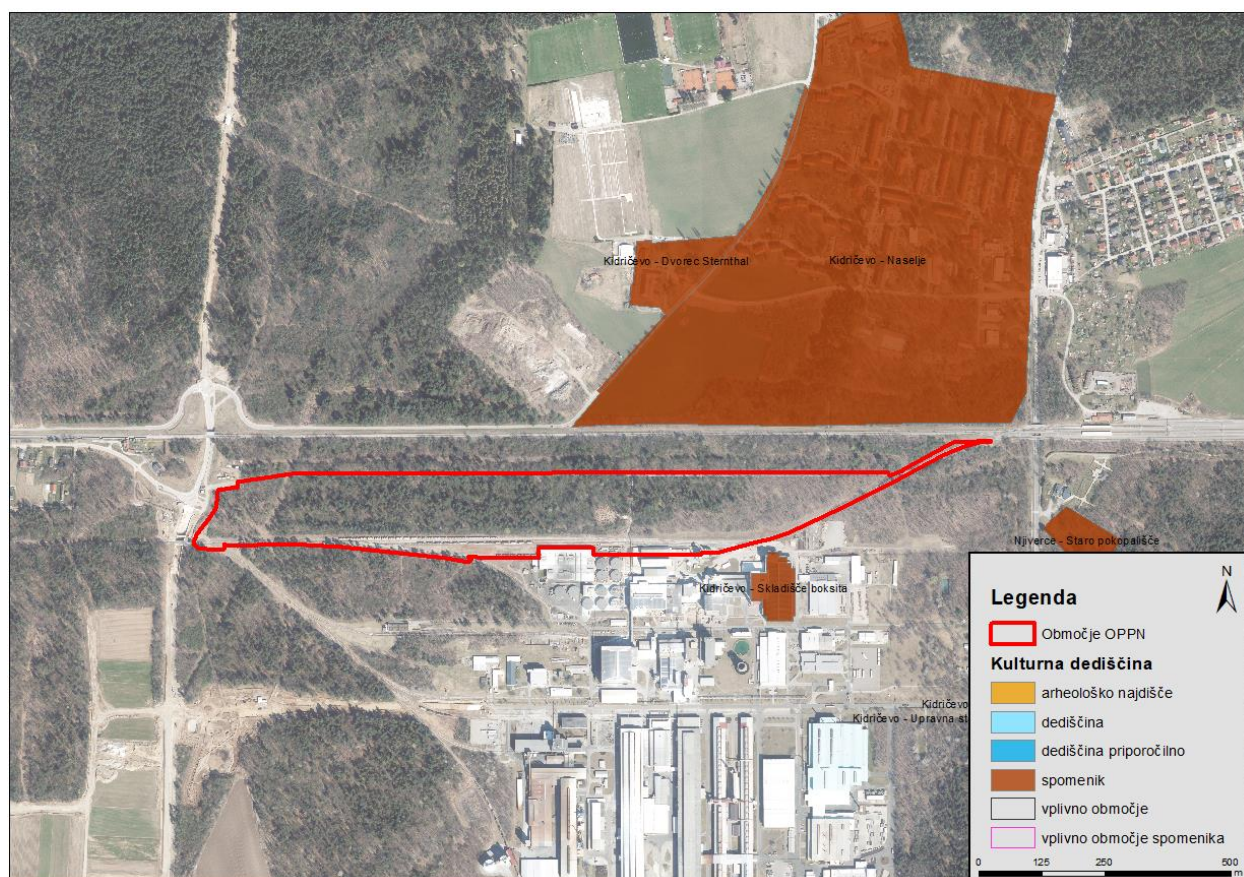 Kidričevo - Dvorec Sternthal
Kidričevo - Naselje
Njiverce - Staro pokopališče
Kidričevo - Skladišče boksita
Kidričevo
Kidričevo - Upravna st
N
Legenda
Območje OPPN
Kulturna dediščina
arheološko najdišče
dediščina
dediščina priporočilno
spomenik
vplivno območje
vplivno območje spomenika
0 125 250 500
m